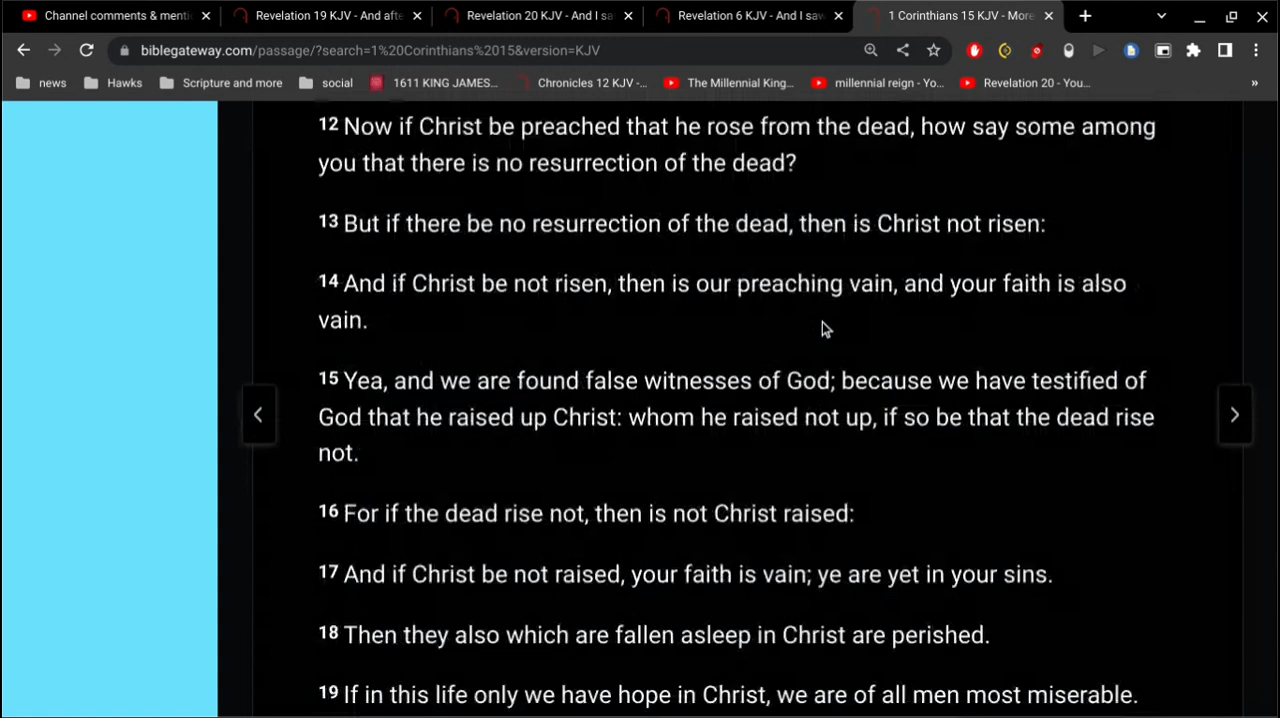 Channel comments & menti
Revelation 19 KJV - And afte
Revelation 20 KJV - And I sa
Revelation 6 KJV - And I saw
1 Corinthians 15 KJV - More
biblegateway.com/passage/?search=1%20Corinthians%2015&version=KJV
news
Hawks
Scripture and more
social
1611 KING JAMES...
Chronicles 12 KJV -...
The Millennial King...
millennial reign - Yo...
Revelation 20 - You...
»
12 Now if Christ be preached that he rose from the dead, how say some among
you that there is no resurrection of the dead?
13 But if there be no resurrection of the dead, then is Christ not risen:
14 And if Christ be not risen, then is our preaching vain, and your faith is also
vain.
15 Yea, and we are found false witnesses of God; because we have testified of
God that he raised up Christ: whom he raised not up, if so be that the dead rise
not.
16 For if the dead rise not, then is not Christ raised:
17 And if Christ be not raised, your faith is vain; ye are yet in your sins.
18 Then they also which are fallen asleep in Christ are perished.
19 If in this life only we have hope in Christ, we are of all men most miserable.